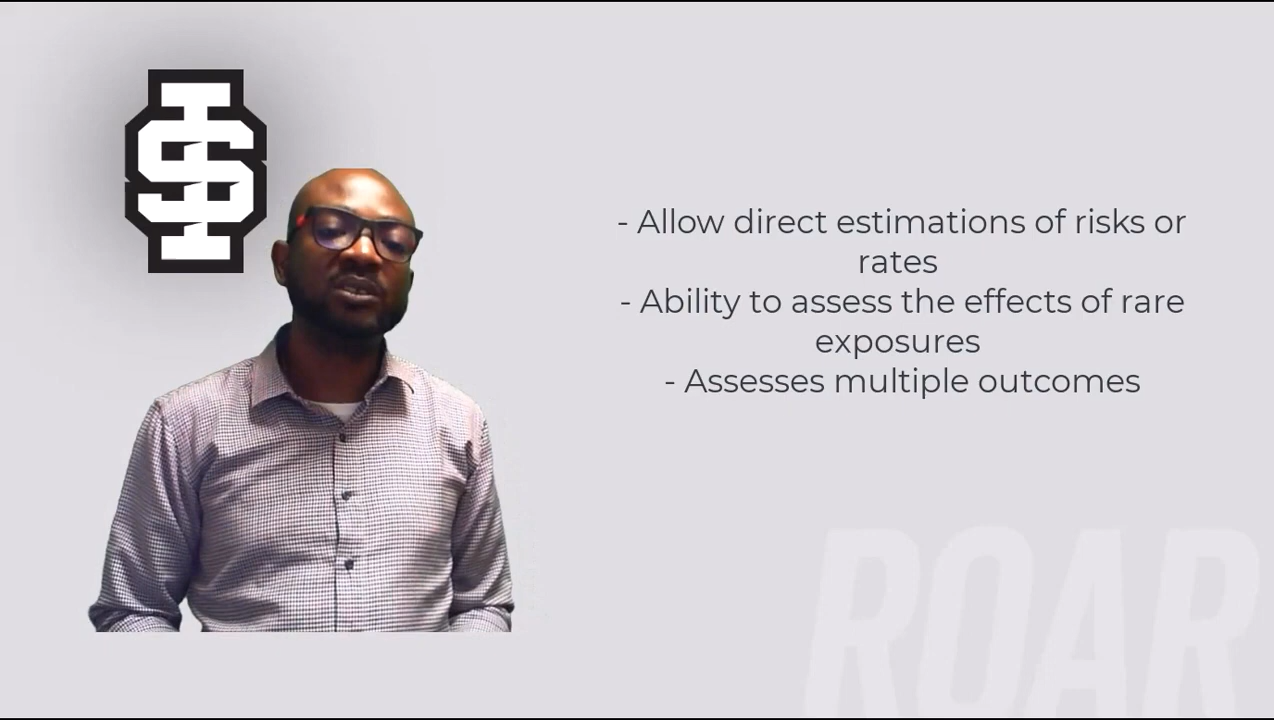 IS
- Allow direct estimations of risks or
rates
- Ability to assess the effects of rare
exposures
- Assesses multiple outcomes
ROAR